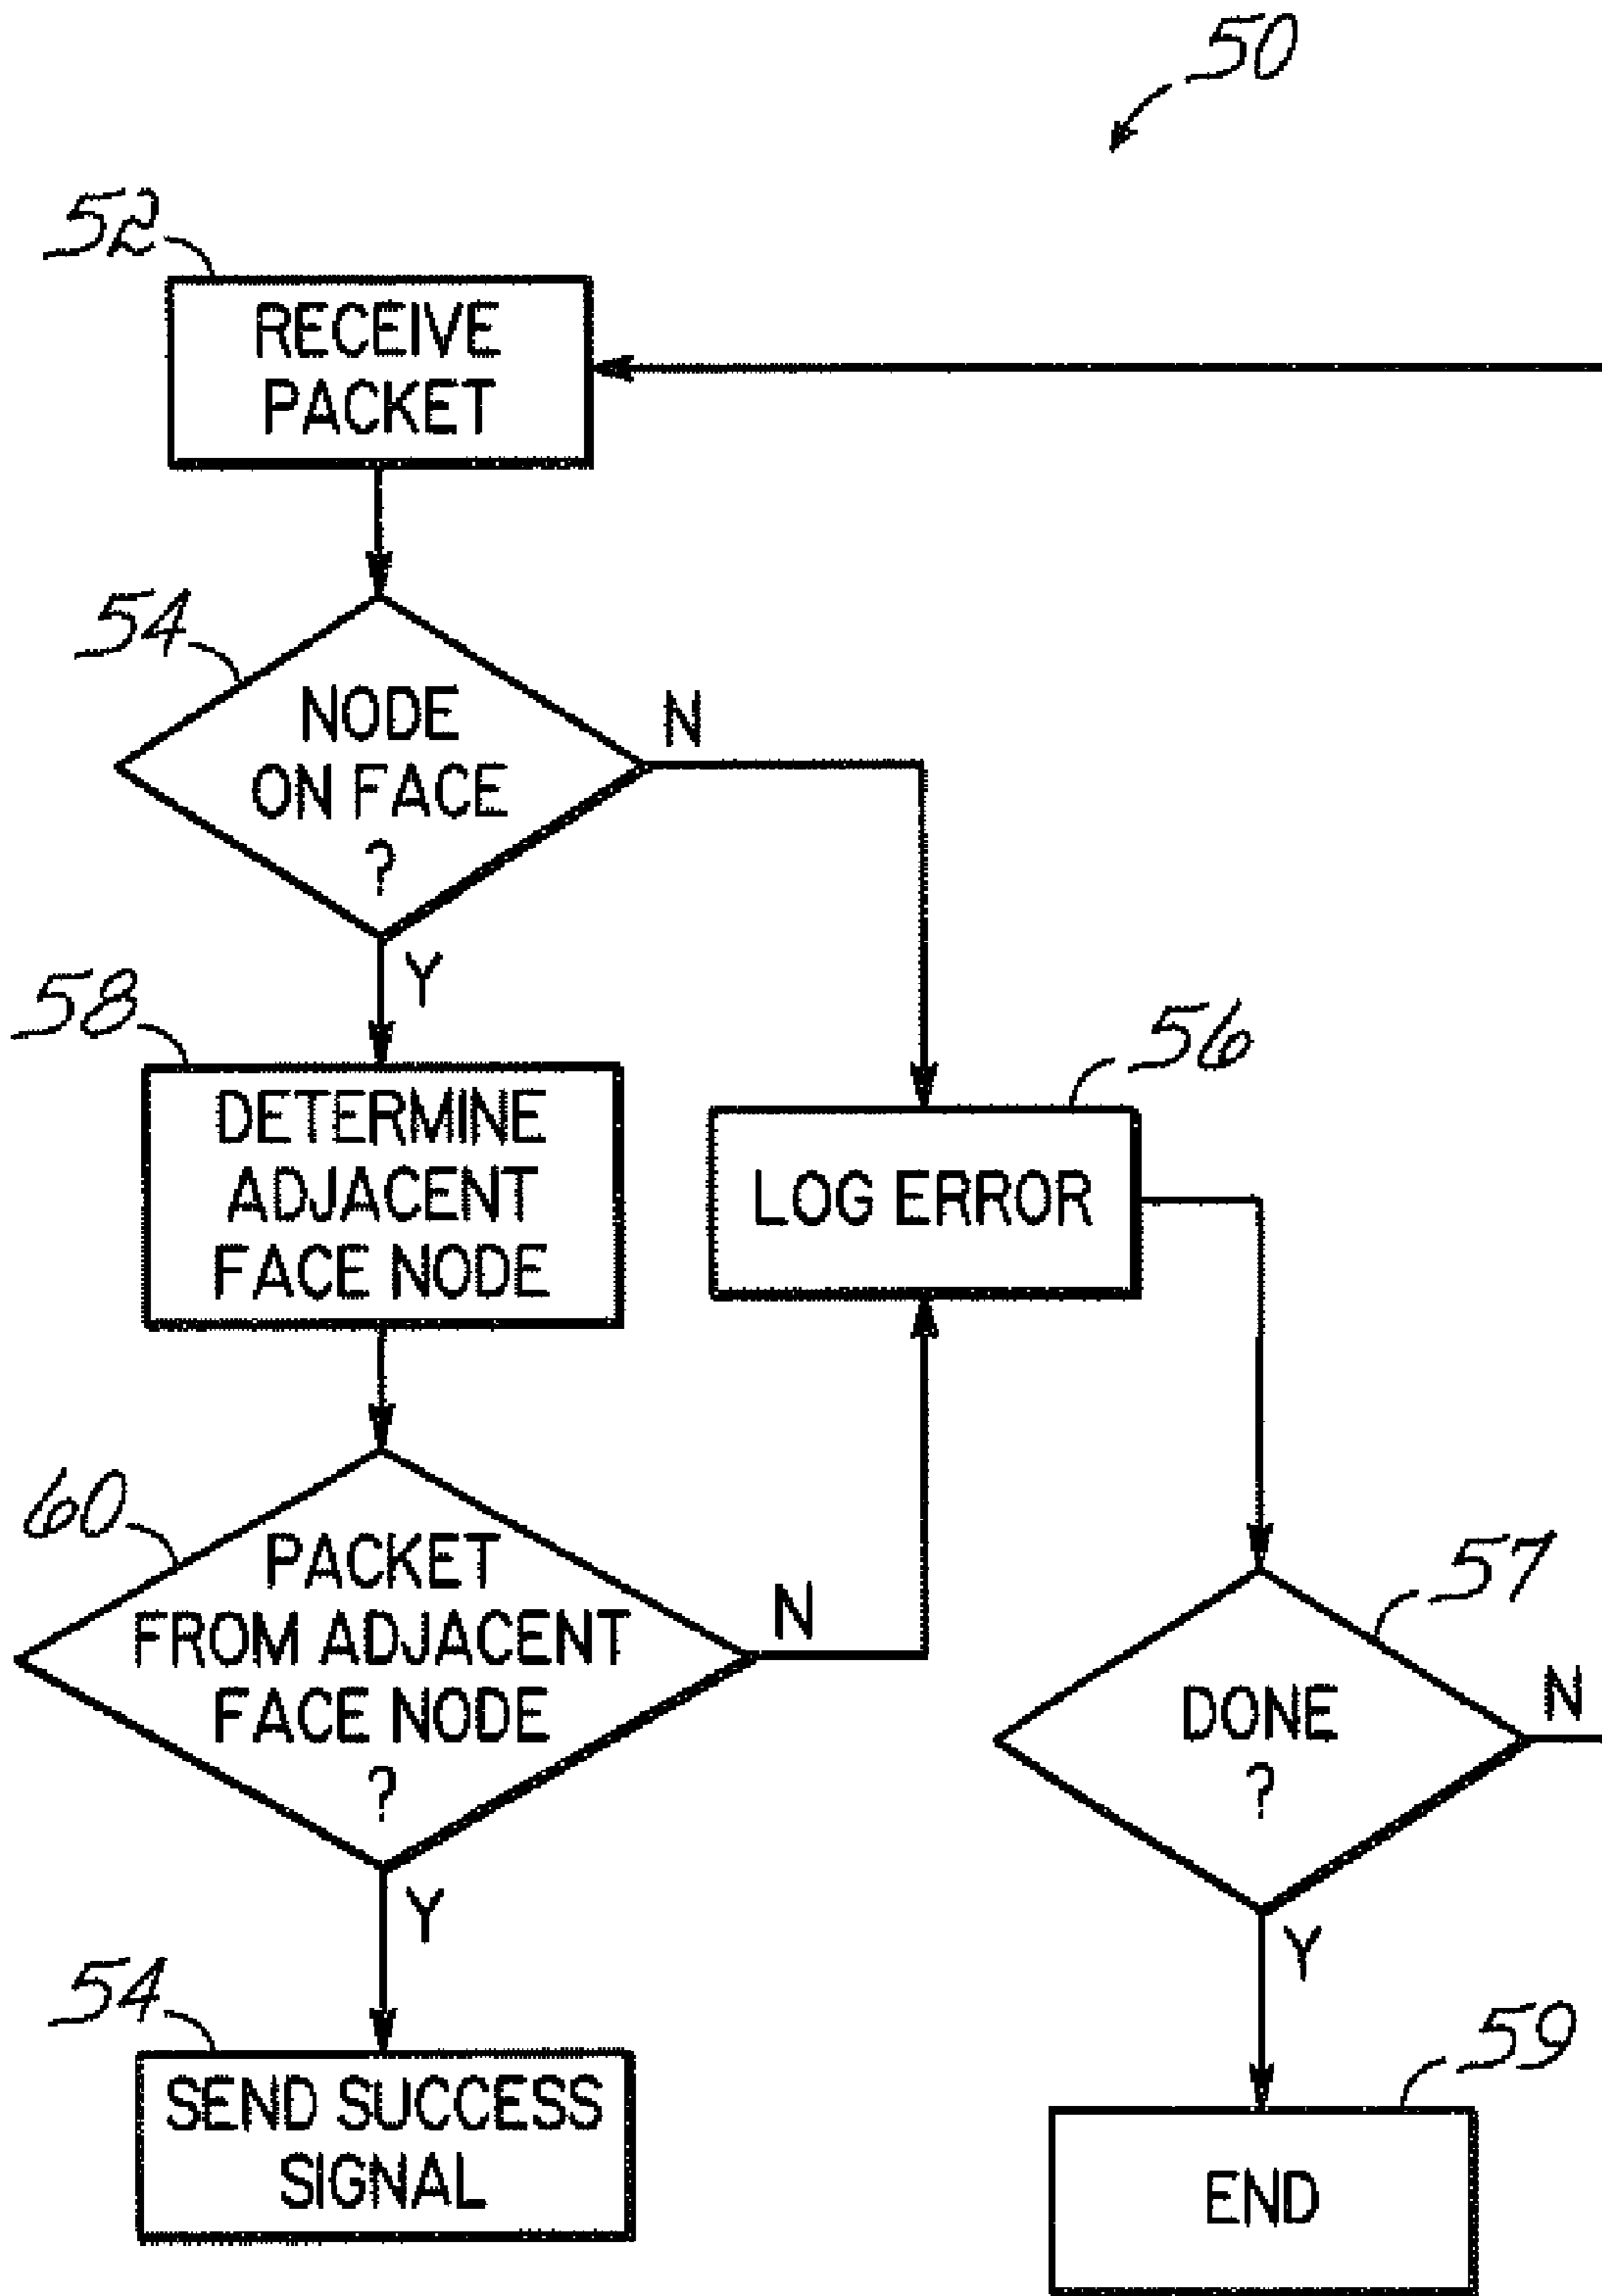 50
52
RECEIVE
PACKET
54
NODE
ON FACE
?
N
Y
58
DETERMINE
ADJACENT
FACE NODE
56
LOG ERROR
60
PACKET
FROM ADJACENT
FACE NODE
?
N
Y
57
DONE
?
N
Y
54
SEND SUCCESS
SIGNAL
59
END